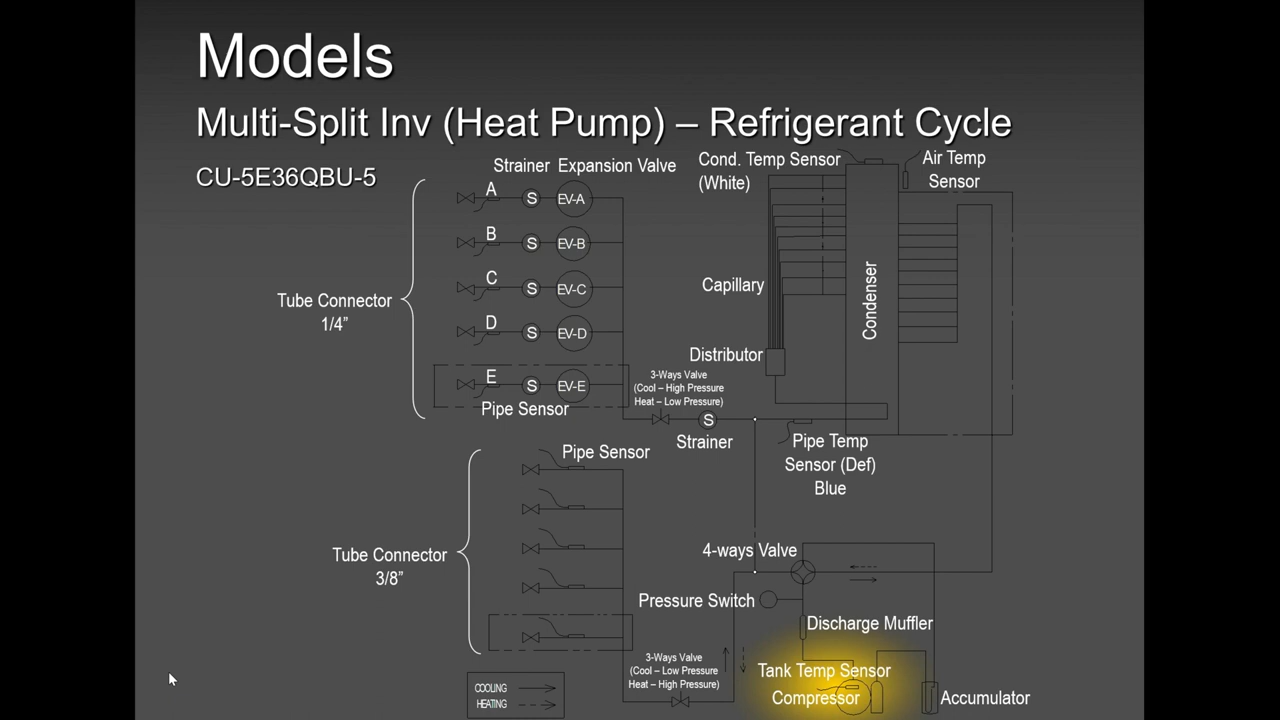 Models
Multi-Split Inv (Heat Pump) – Refrigerant Cycle
CU-5E36QBU-5
Strainer Expansion Valve
Cond. Temp Sensor
(White)
Air Temp
Sensor
A
S
EV-A
B
S
EV-B
C
S
EV-C
D
S
EV-D
E
S
EV-E
Tube Connector
1/4”
Pipe Sensor
Capillary
Condenser
Distributor
3-Ways Valve
(Cool – High Pressure
Heat – Low Pressure)
S
Strainer
Pipe Temp
Sensor (Def)
Blue
Pipe Sensor
Tube Connector
3/8”
4-ways Valve
Pressure Switch
Discharge Muffler
3-Ways Valve
(Cool – Low Pressure
Heat – High Pressure)
Tank Temp Sensor
Compressor
Accumulator
COOLING
HEATING